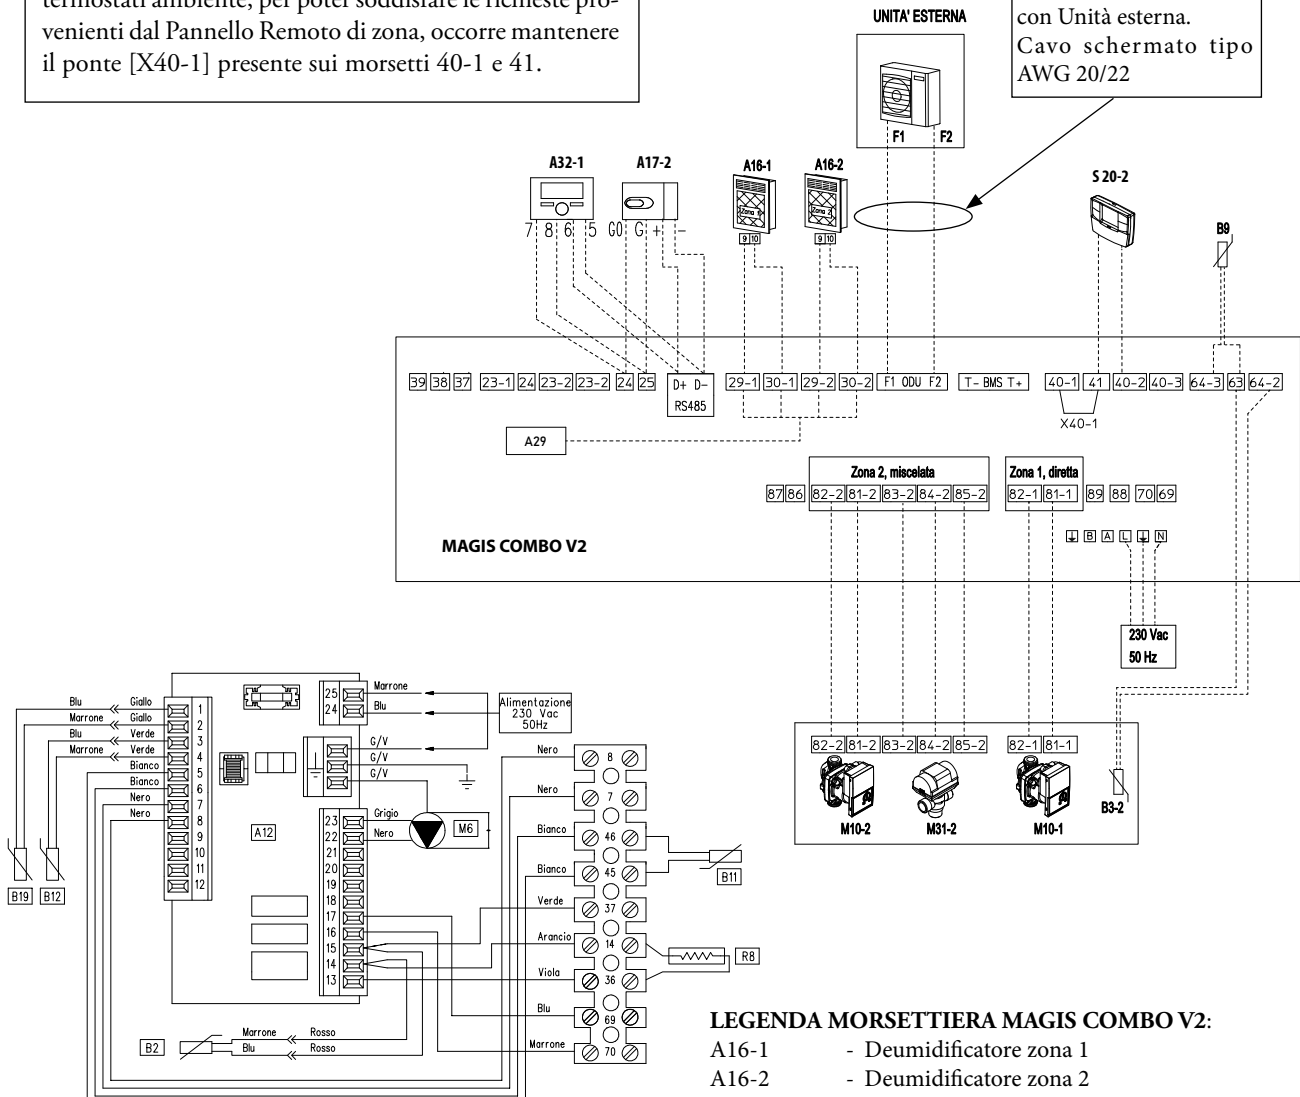 termostati ambiente, per poter soddisfare le richieste pro-
venienti dal Pannello Remoto di zona, occorre mantenere
il ponte [X40-1] presente sui morsetti 40-1 e 41.
UNITA' ESTERNA
con Unità esterna.
Cavo schermato tipo
AWG 20/22
F1 F2
A32-1 A17-2 A16-1 A16-2 S 20-2
Zona 1 Zona 2
7 8 6 5 G0 G + -
9 10 9 10
B9
39 38 37 23-1 24 23-2 23-2 24 25 D+ D- 29-1 30-1 29-2 30-2 F1 ODU F2 T- BMS T+ 40-1 41 40-2 40-3 64-3 63 64-2
RS485
X40-1
A29
Zona 2, miscelata Zona 1, diretta
87 86 82-2 81-2 83-2 84-2 85-2 82-1 81-1 89 88 70 69
B A L N
MAGIS COMBO V2
230 Vac
50 Hz
82-2 81-2 83-2 84-2 85-2 82-1 81-1
M10-2 M31-2 M10-1 B3-2
Blu Giallo 1
Marrone Giallo 2
Blu Verde 3
Marrone Verde 4
Bianco 5
Bianco 6
Nero 7
Nero 8
9
10
11
12
B19 B12
A12
25 Marrone
24 Blu
Alimentazione
230 Vac
50Hz
G/V
G/V
G/V
23 Grigio
22 Nero
M6
21
20
19
18
17
16
15
14
13
Nero 8
Nero 7
Bianco 46
Bianco 45
Verde 37
Arancio 14
Viola 36
Blu 69
Marrone 70
B11
R8
B2
Marrone Rosso
Blu Rosso
LEGENDA MORSETTIERA MAGIS COMBO V2:
A16-1 - Deumidificatore zona 1
A16-2 - Deumidificatore zona 2